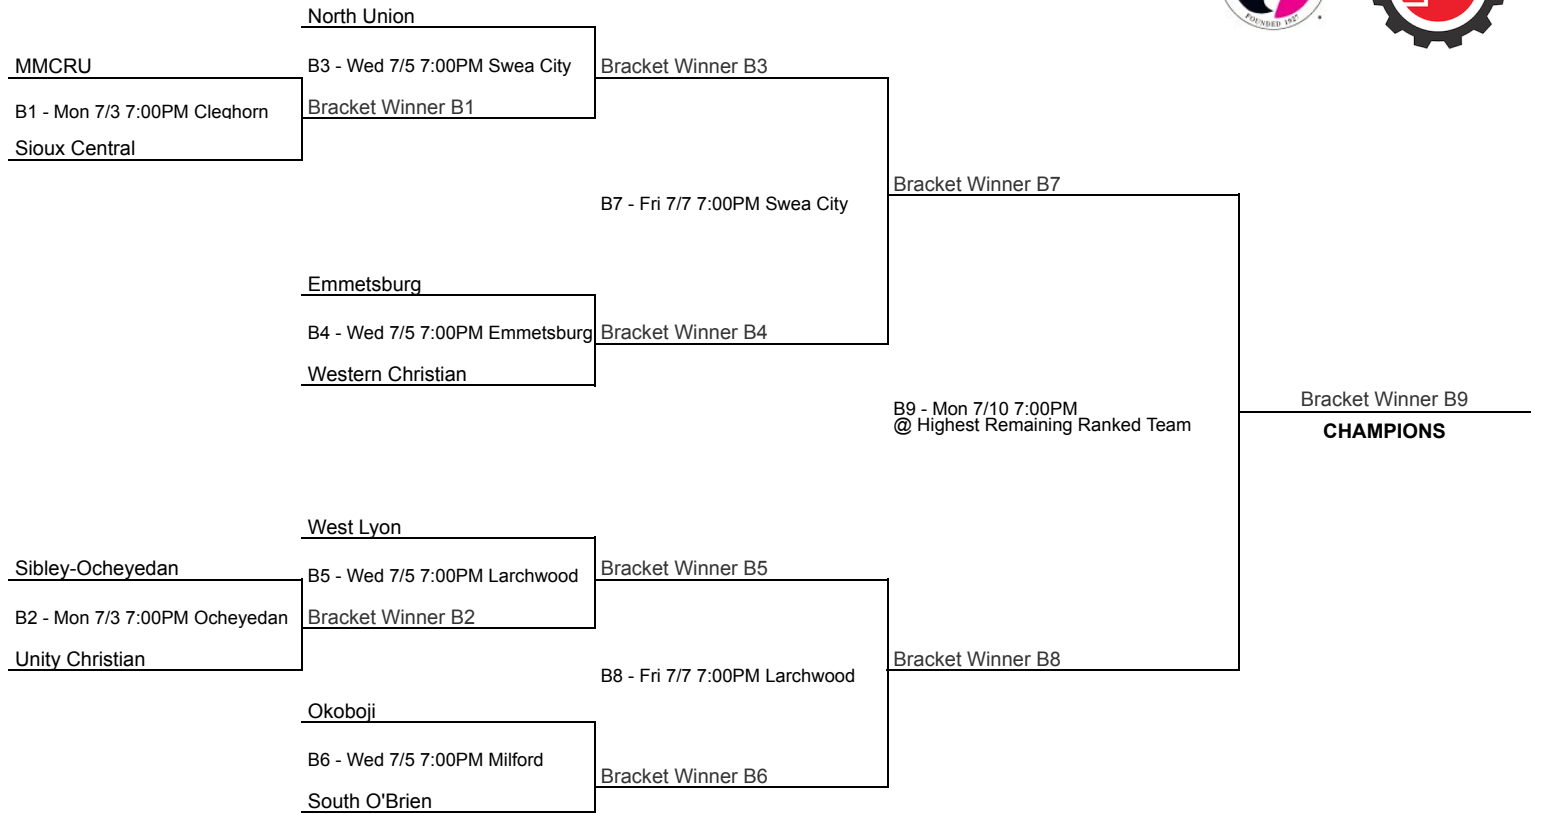 North Union
FOUNDED 1927
MMCRU
B3 - Wed 7/5 7:00PM Swea City
Bracket Winner B3
B1 - Mon 7/3 7:00PM Cleghorn
Bracket Winner B1
Sioux Central
Bracket Winner B7
B7 - Fri 7/7 7:00PM Swea City
Emmetsburg
B4 - Wed 7/5 7:00PM Emmetsburg
Bracket Winner B4
Western Christian
B9 - Mon 7/10 7:00PM
@ Highest Remaining Ranked Team
Bracket Winner B9
CHAMPIONS
West Lyon
Sibley-Ocheyedan
B5 - Wed 7/5 7:00PM Larchwood
Bracket Winner B5
B2 - Mon 7/3 7:00PM Ocheyedan
Bracket Winner B2
Unity Christian
Bracket Winner B8
B8 - Fri 7/7 7:00PM Larchwood
Okoboji
B6 - Wed 7/5 7:00PM Milford
Bracket Winner B6
South O'Brien